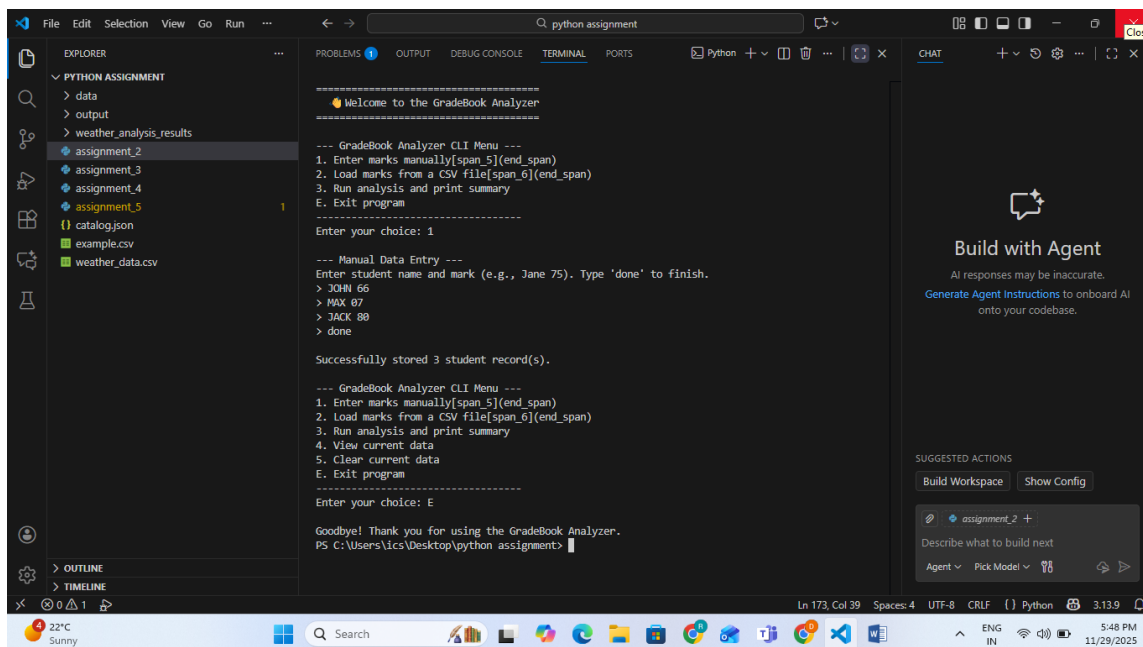 File Edit Selection View Go Run ...
python assignment
Clos
EXPLORER
PYTHON ASSIGNMENT
data
output
weather_analysis_results
assignment_2
assignment_3
assignment_4
assignment_5 1
{} catalog.json
example.csv
weather_data.csv
OUTLINE
TIMELINE
PROBLEMS 1 OUTPUT DEBUG CONSOLE TERMINAL PORTS
Python
=====================================
👋 Welcome to the GradeBook Analyzer
=====================================
--- GradeBook Analyzer CLI Menu ---
1. Enter marks manually[span_5](end_span)
2. Load marks from a CSV file[span_6](end_span)
3. Run analysis and print summary
E. Exit program
----------------------------------
Enter your choice: 1
--- Manual Data Entry ---
Enter student name and mark (e.g., Jane 75). Type 'done' to finish.
> JOHN 66
> MAX 07
> JACK 80
> done
Successfully stored 3 student record(s).
--- GradeBook Analyzer CLI Menu ---
1. Enter marks manually[span_5](end_span)
2. Load marks from a CSV file[span_6](end_span)
3. Run analysis and print summary
4. View current data
5. Clear current data
E. Exit program
----------------------------------
Enter your choice: E
Goodbye! Thank you for using the GradeBook Analyzer.
PS C:\Users\ics\Desktop\python assignment>
CHAT
Build with Agent
AI responses may be inaccurate.
Generate Agent Instructions to onboard AI
onto your codebase.
SUGGESTED ACTIONS
Build Workspace Show Config
assignment_2 +
Describe what to build next
Agent Pick Model
0 1
Ln 173, Col 39 Spaces: 4 UTF-8 CRLF {} Python 3.13.9
4 22°C
Sunny
Search
ENG
IN
5:48 PM
11/29/2025